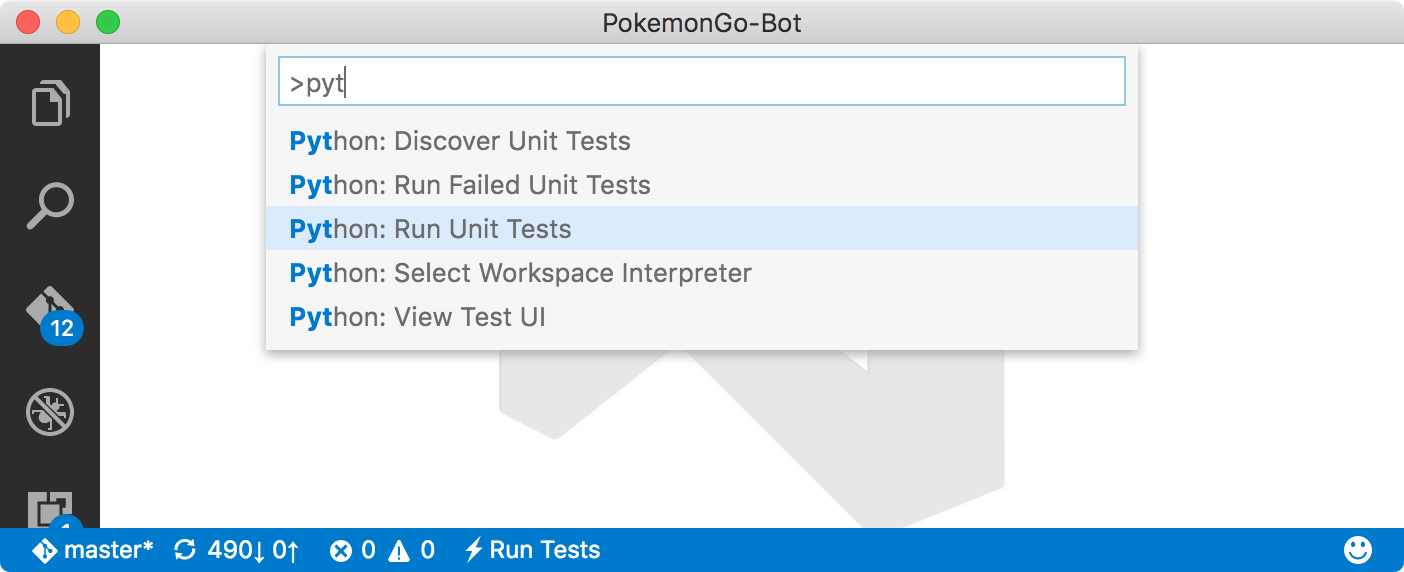 PokemonGo-Bot
>pyt
Python: Discover Unit Tests
Python: Run Failed Unit Tests
Python: Run Unit Tests
Python: Select Workspace Interpreter
Python: View Test UI
12
1
master* 490↓ 0↑ 0 0 Run Tests